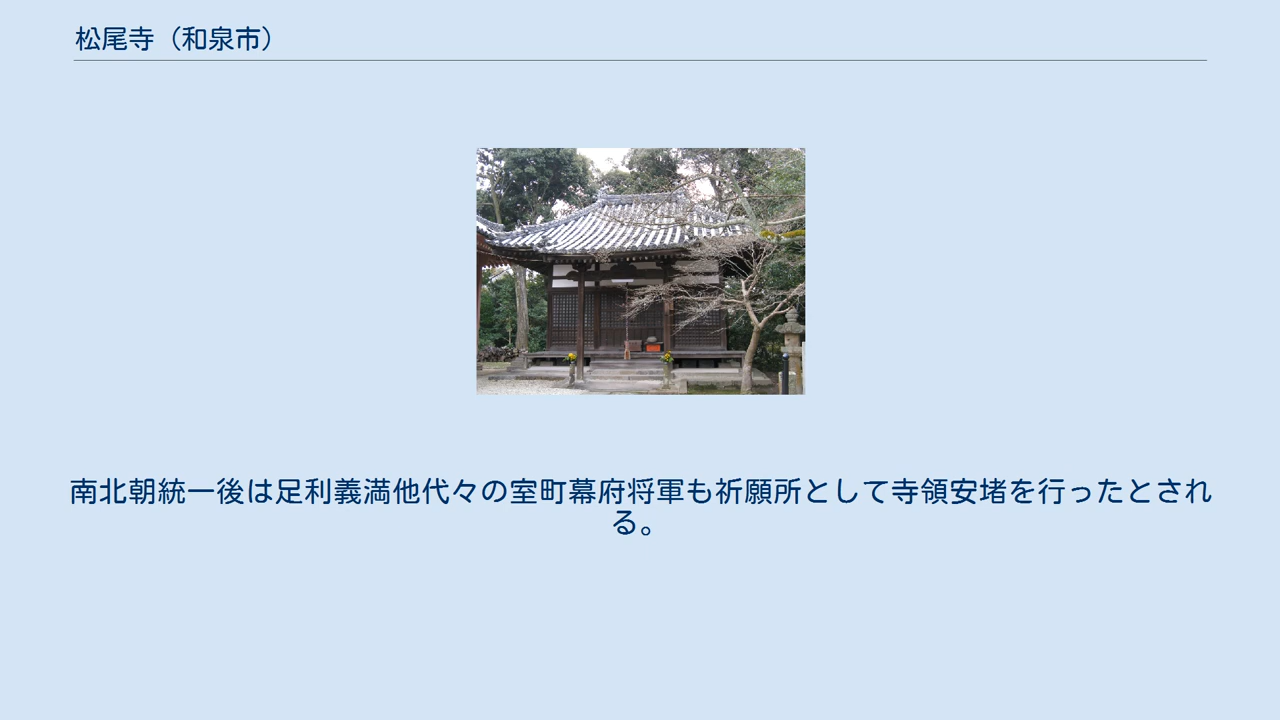 松尾寺（和泉市）
南北朝統一後は足利義満他代々の室町幕府将軍も祈願所として寺領安堵を行ったとされ
る。